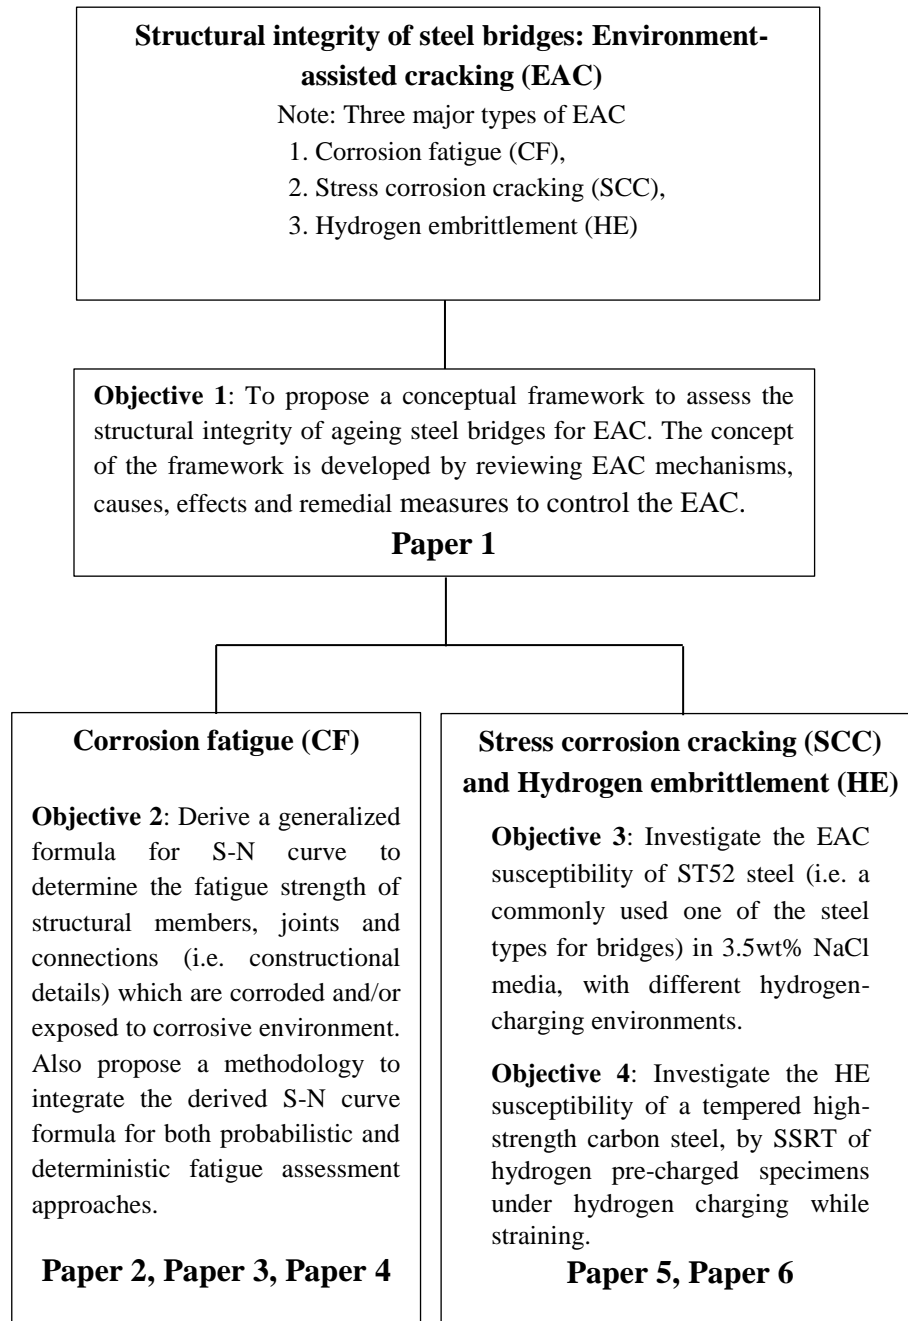 Structural integrity of steel bridges: Environment-
assisted cracking (EAC)
Note: Three major types of EAC
1. Corrosion fatigue (CF),
2. Stress corrosion cracking (SCC),
3. Hydrogen embrittlement (HE)
Objective 1: To propose a conceptual framework to assess the
structural integrity of ageing steel bridges for EAC. The concept
of the framework is developed by reviewing EAC mechanisms,
causes, effects and remedial measures to control the EAC.
Paper 1
Corrosion fatigue (CF)
Objective 2: Derive a generalized
formula for S-N curve to
determine the fatigue strength of
structural members, joints and
connections (i.e. constructional
details) which are corroded and/or
exposed to corrosive environment.
Also propose a methodology to
integrate the derived S-N curve
formula for both probabilistic and
deterministic fatigue assessment
approaches.
Paper 2, Paper 3, Paper 4
Stress corrosion cracking (SCC)
and Hydrogen embrittlement (HE)
Objective 3: Investigate the EAC
susceptibility of ST52 steel (i.e. a
commonly used one of the steel
types for bridges) in 3.5wt% NaCl
media, with different hydrogen-
charging environments.
Objective 4: Investigate the HE
susceptibility of a tempered high-
strength carbon steel, by SSRT of
hydrogen pre-charged specimens
under hydrogen charging while
straining.
Paper 5, Paper 6